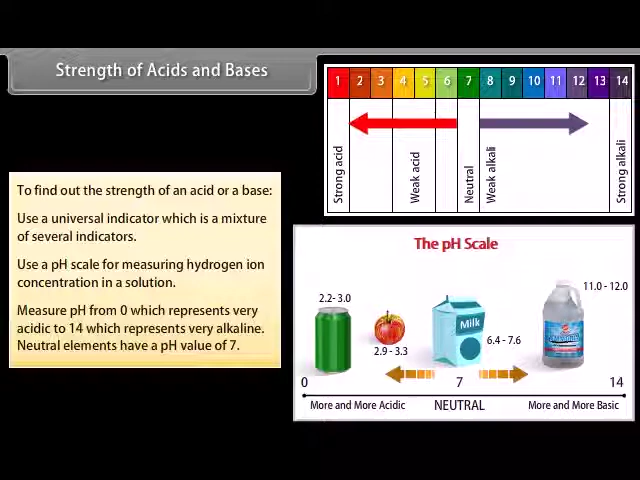 Strength of Acids and Bases
1 2 3 4 5 6 7 8 9 10 11 12 13 14
Strong acid
Weak acid
Neutral
Weak alkali
Strong alkali
To find out the strength of an acid or a base:
Use a universal indicator which is a mixture
of several indicators.
Use a pH scale for measuring hydrogen ion
concentration in a solution.
Measure pH from 0 which represents very
acidic to 14 which represents very alkaline.
Neutral elements have a pH value of 7.
The pH Scale
2.2- 3.0
2.9 - 3.3
Milk
6.4 - 7.6
11.0 - 12.0
0 7 14
More and More Acidic NEUTRAL More and More Basic